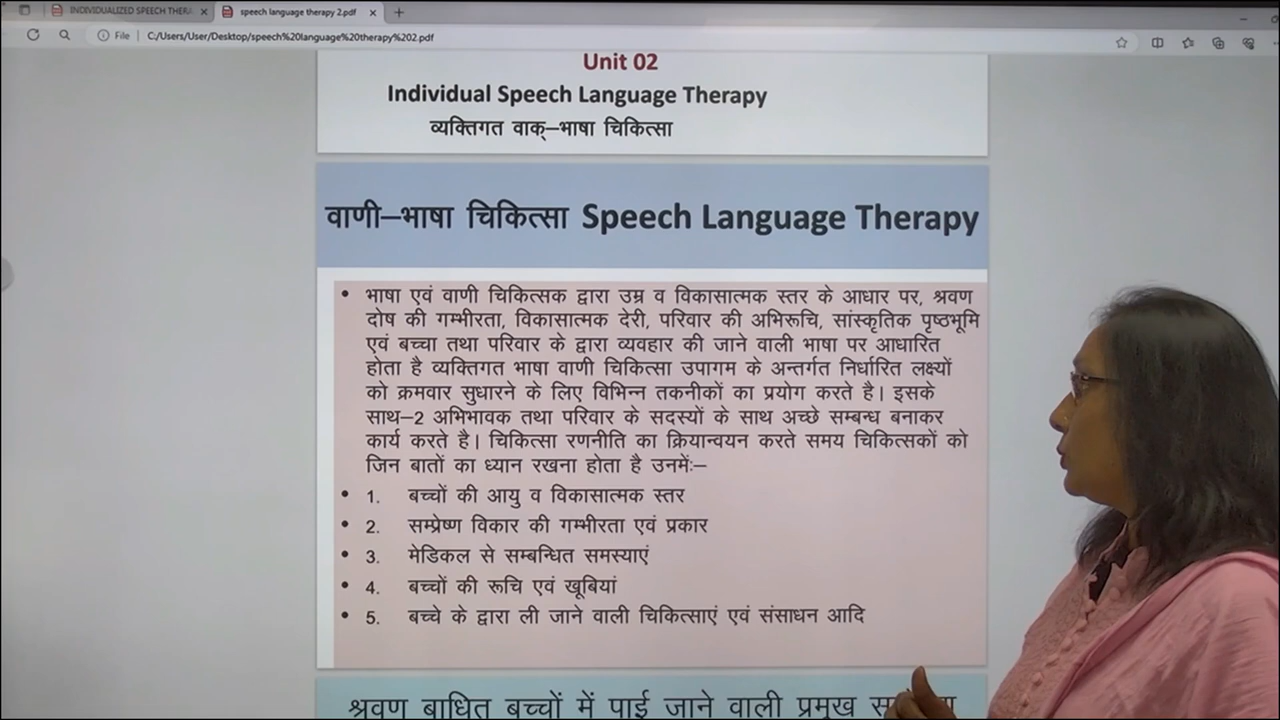 INDIVIDUALIZED SPEECH THERA
speech language therapy 2.pdf
File
C:/Users/User/Desktop/speech%20language%20therapy%202.pdf
Unit 02
Individual Speech Language Therapy
व्यक्तिगत वाक्–भाषा चिकित्सा
वाणी–भाषा चिकित्सा Speech Language Therapy
• भाषा एवं वाणी चिकित्सक द्वारा उम्र व विकासात्मक स्तर के आधार पर, श्रवण
दोष की गम्भीरता, विकासात्मक देरी, परिवार की अभिरूचि, सांस्कृतिक पृष्ठभूमि
एवं बच्चा तथा परिवार के द्वारा व्यवहार की जाने वाली भाषा पर आधारित
होता है व्यक्तिगत भाषा वाणी चिकित्सा उपागम के अन्तर्गत निर्धारित लक्ष्यों
को क्रमवार सुधारने के लिए विभिन्न तकनीकों का प्रयोग करते है। इसके
साथ–2 अभिभावक तथा परिवार के सदस्यों के साथ अच्छे सम्बन्ध बनाकर
कार्य करते है। चिकित्सा रणनीति का क्रियान्वयन करते समय चिकित्सकों को
जिन बातों का ध्यान रखना होता है उनमेंः–
• 1. बच्चों की आयु व विकासात्मक स्तर
• 2. सम्प्रेष्ण विकार की गम्भीरता एवं प्रकार
• 3. मेडिकल से सम्बन्धित समस्याएं
• 4. बच्चों की रूचि एवं खूबियां
• 5. बच्चे के द्वारा ली जाने वाली चिकित्साएं एवं संसाधन आदि
श्रवण बाधित बच्चों में पाई जाने वाली प्रमुख